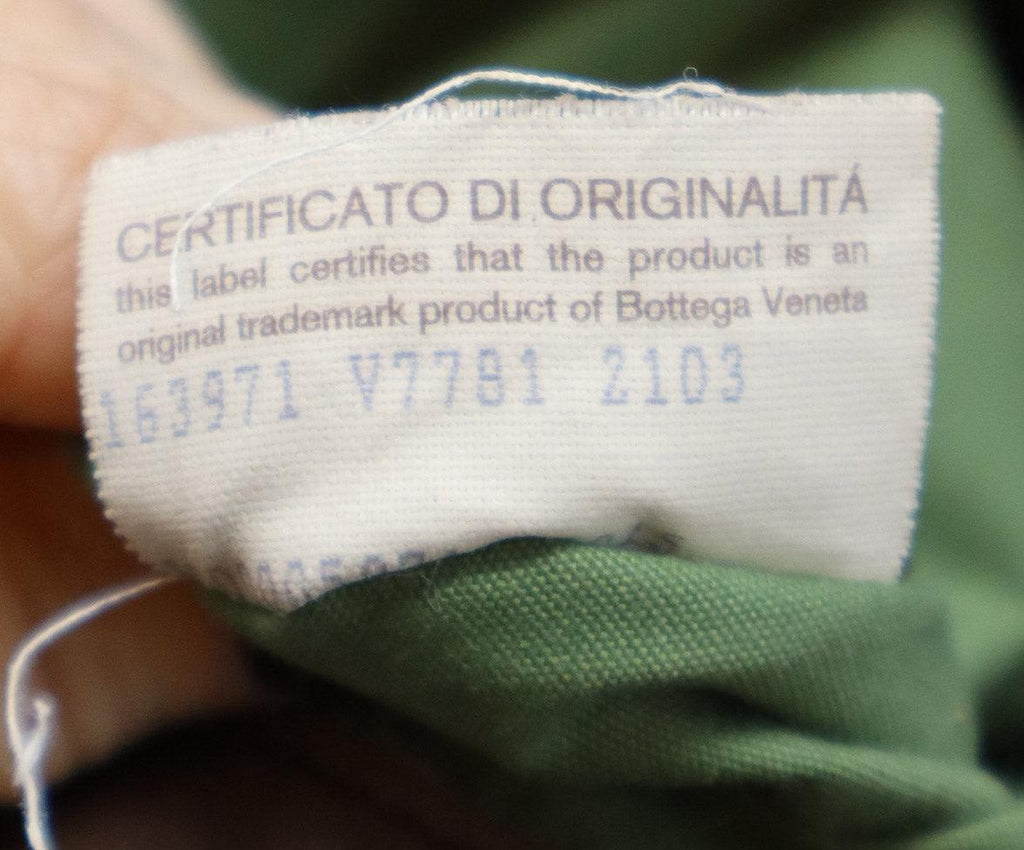 CERTIFICATO DI ORIGINALITÁ
this label certifies that the product is an
original trademark product of Bottega Veneta
163971 V7781 2103